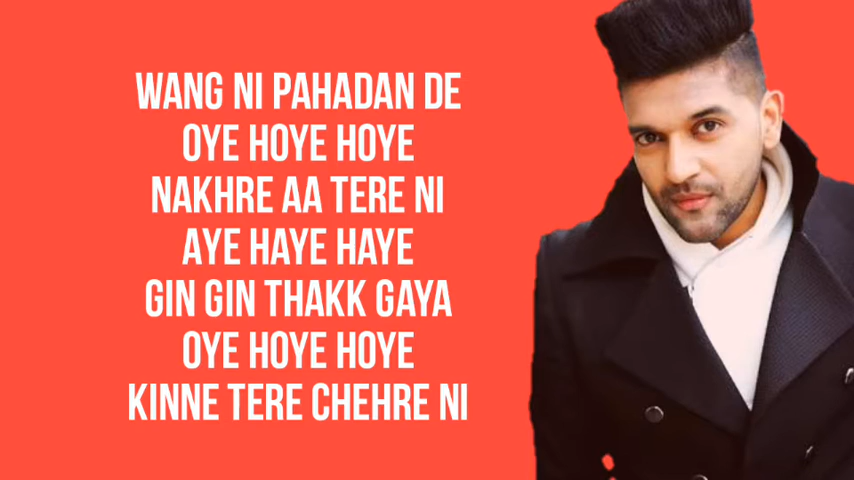 WANG NI PAHADAN DE
OYE HOYE HOYE
NAKHRE AA TERE NI
AYE HAYE HAYE
GIN GIN THAKK GAYA
OYE HOYE HOYE
KINNE TERE CHEHRE NI